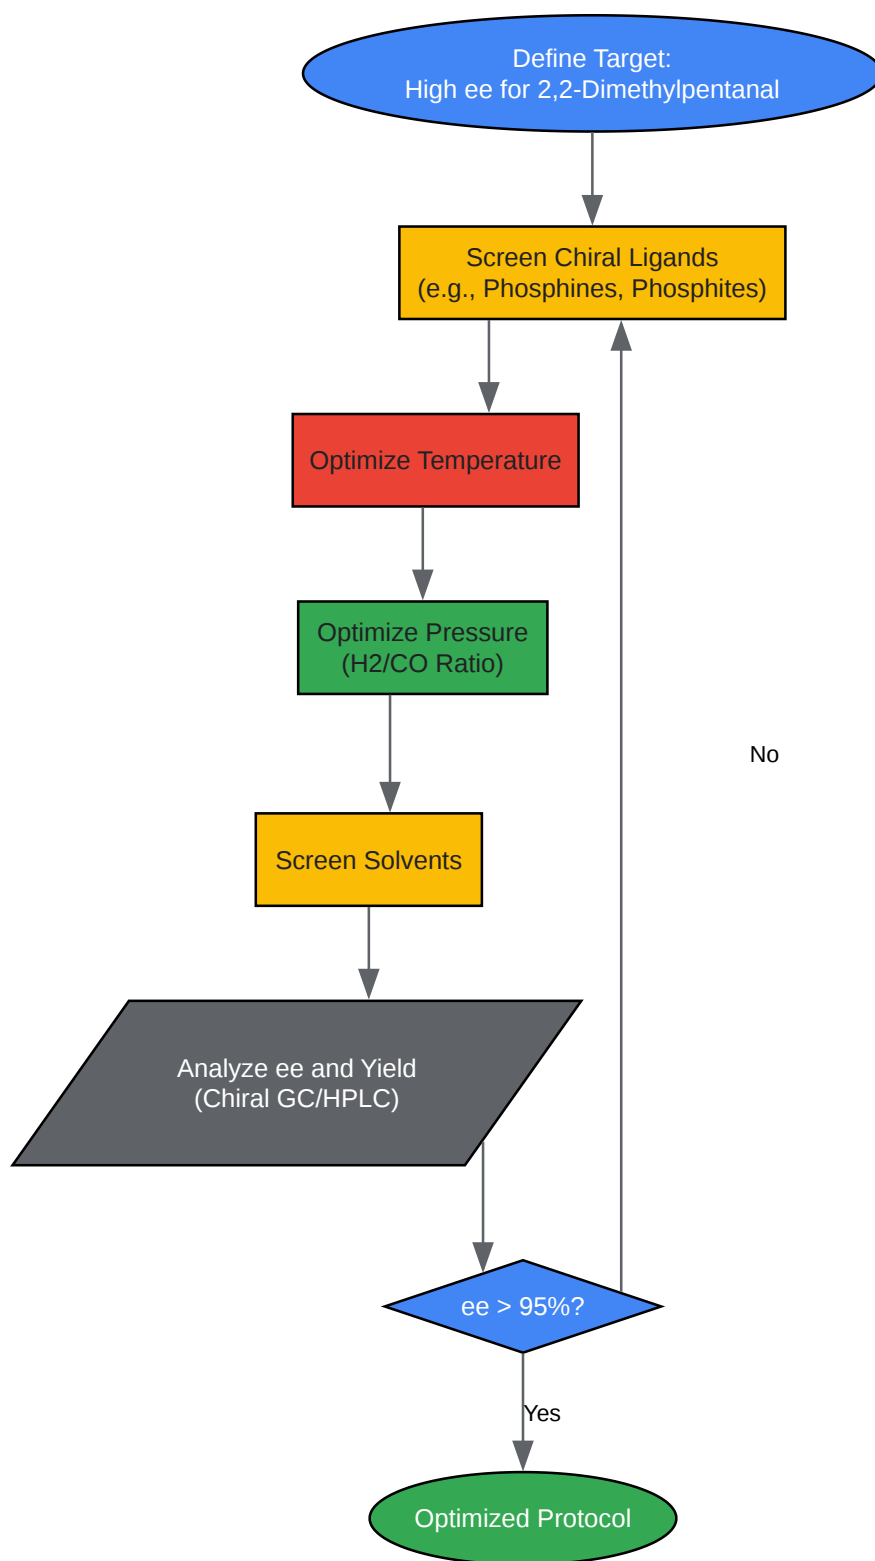 Define Target:
High ee for 2,2-Dimethylpentanal
Screen Chiral Ligands
(e.g., Phosphines, Phosphites)
Optimize Temperature
Optimize Pressure
(H2/CO Ratio)
No
Screen Solvents
Analyze ee and Yield
(Chiral GC/HPLC)
ee > 95%?
Yes
Optimized Protocol